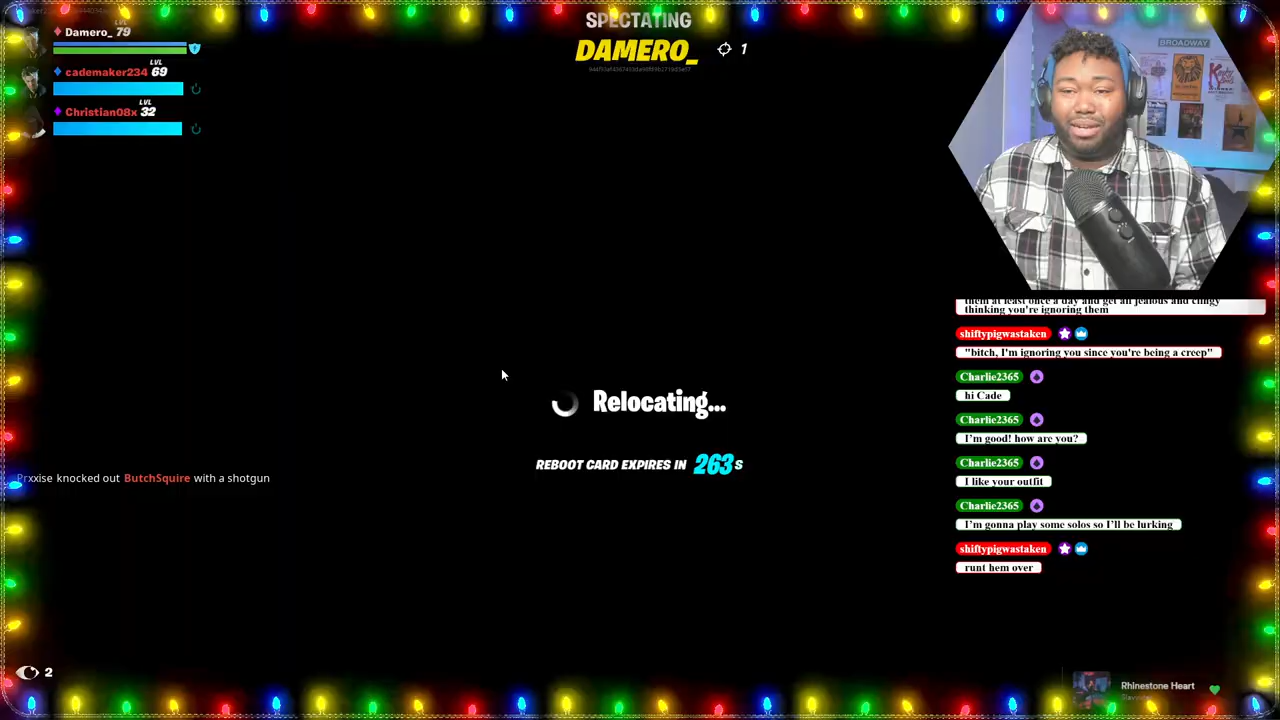 LVL
Damero_ 79
LVL
cademaker234 69
LVL
Christian08x 32
SPECTATING
DAMERO_
1
BROADWAY
Relocating...
REBOOT CARD EXPIRES IN 263 S
Prxxise knocked out ButchSquire with a shotgun
them at least once a day and get all jealous and clingy
thinking you're ignoring them
shiftypigwastaken
"bitch, I'm ignoring you since you're being a creep"
Charlie2365
hi Cade
Charlie2365
I'm good! how are you?
Charlie2365
I like your outfit
Charlie2365
I'm gonna play some solos so I'll be lurking
shiftypigwastaken
runt hem over
2
Rhinestone Heart